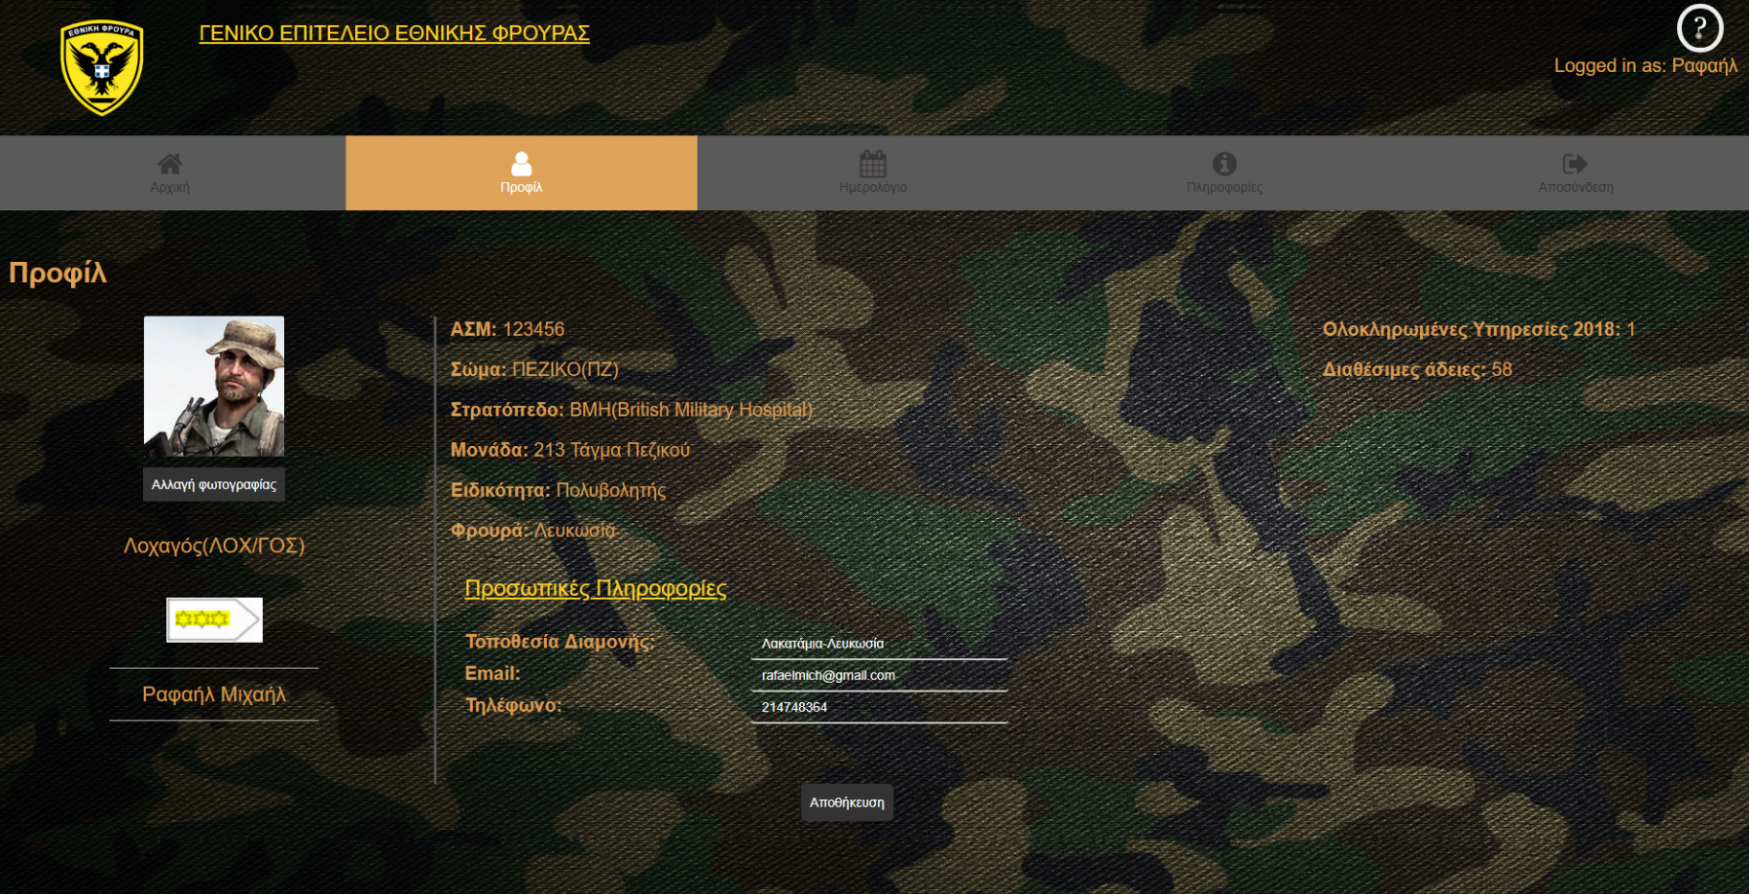 ΕΘΝΙΚΗ ΦΡΟΥΡΑ
ΓΕΝΙΚΟ ΕΠΙΤΕΛΕΙΟ ΕΘΝΙΚΗΣ ΦΡΟΥΡΑΣ
?
Logged in as: Ραφαήλ
Αρχική
Προφίλ
Ημερολόγιο
Πληροφορίες
Αποσύνδεση
Προφίλ
Αλλαγή φωτογραφίας
Λοχαγός(ΛΟΧ/ΓΟΣ)
Ραφαήλ Μιχαήλ
ΑΣΜ: 123456
Σώμα: ΠΕΖΙΚΟ(ΠΖ)
Στρατόπεδο: BMH(British Military Hospital)
Μονάδα: 213 Τάγμα Πεζικού
Ειδικότητα: Πολυβολητής
Φρουρά: Λευκωσία
Προσωπικές Πληροφορίες
Τοποθεσία Διαμονής: Λακατάμια-Λευκωσία
Email: rafaelmich@gmail.com
Τηλέφωνο: 214748364
Αποθήκευση
Ολοκληρωμένες Υπηρεσίες 2018: 1
Διαθέσιμες άδειες: 58